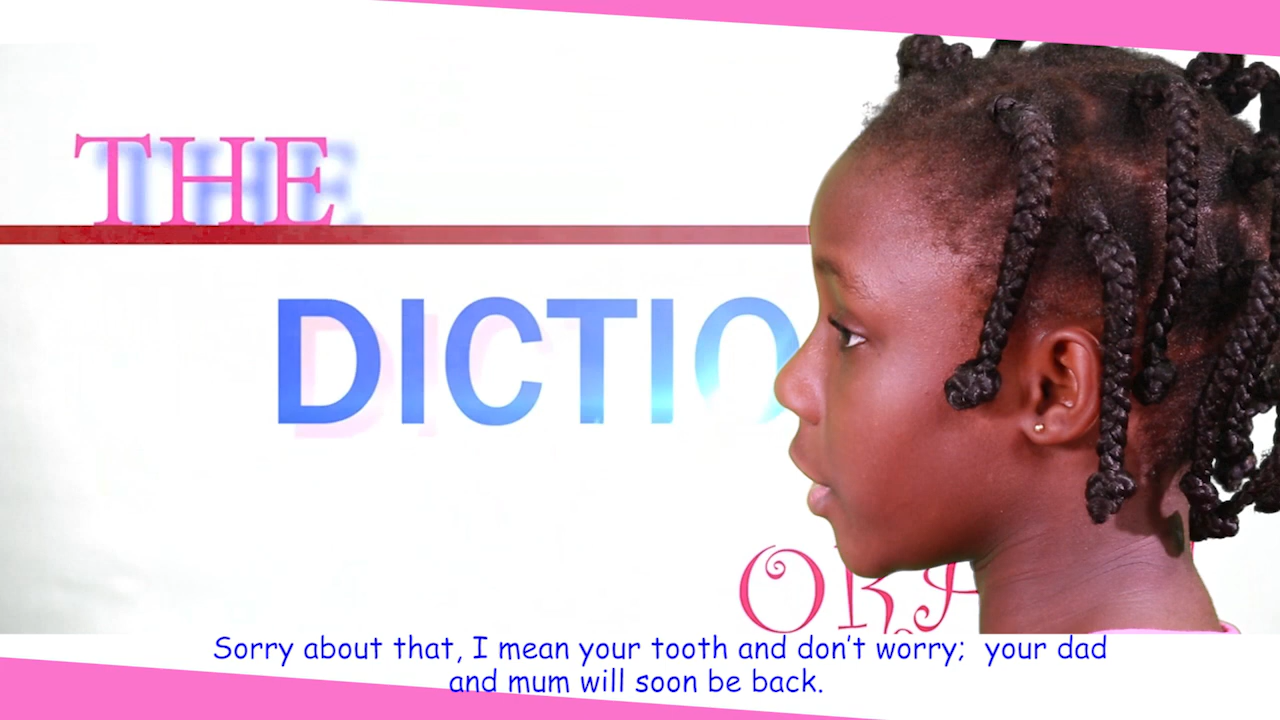 THE
DICTIO
ORA
Sorry about that, I mean your tooth and don't worry;  your dad
and mum will soon be back.